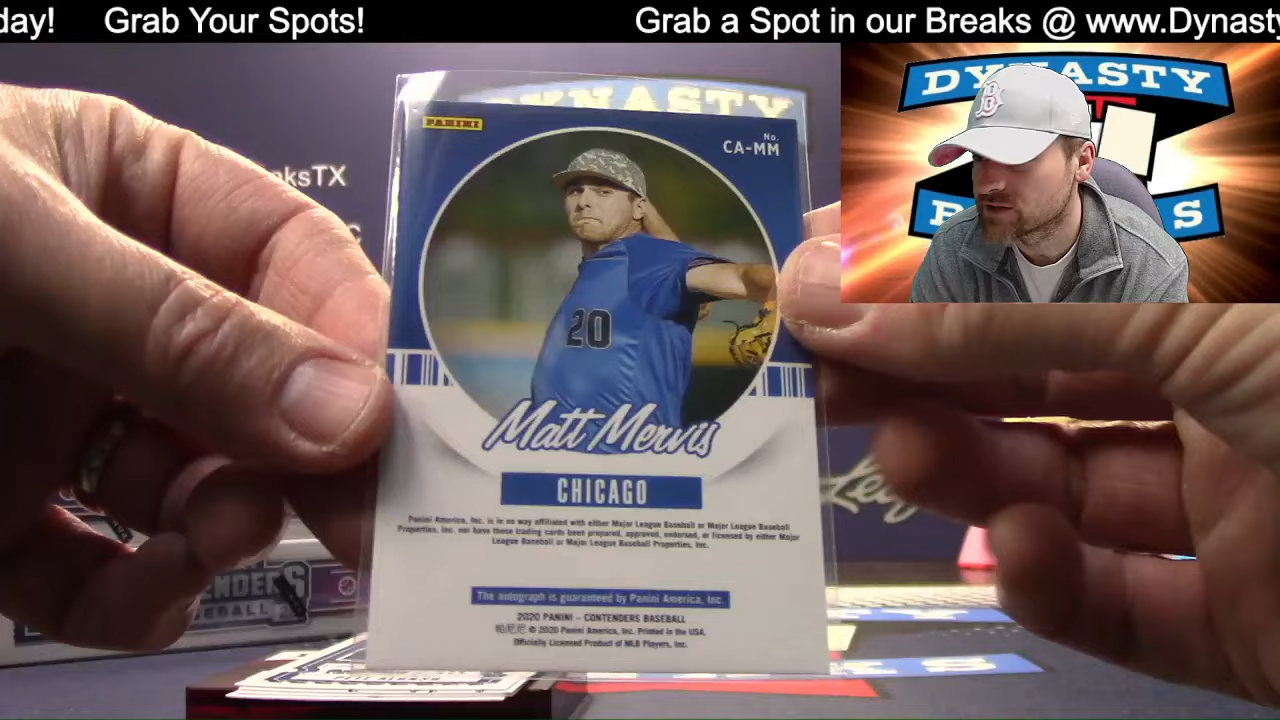 day! Grab Your Spots! Grab a Spot in our Breaks @ www.Dynasty
DYNASTY
ksTX
PANINI
No.
CA-MM
20
Matt Mervis
CHICAGO
Panini America, Inc. is in no way affiliated with either Major League Baseball or Major League Baseball
Properties, Inc. nor have these trading cards been prepared, approved, endorsed, or licensed by either Major
League Baseball or Major League Baseball Properties, Inc.
The autograph is guaranteed by Panini America, Inc.
2020 PANINI - CONTENDERS BASEBALL
帕尼尼 © 2020 Panini America, Inc. Printed in the USA.
Officially Licensed Product of MLB Players, Inc.
DYNASTY
B
B S